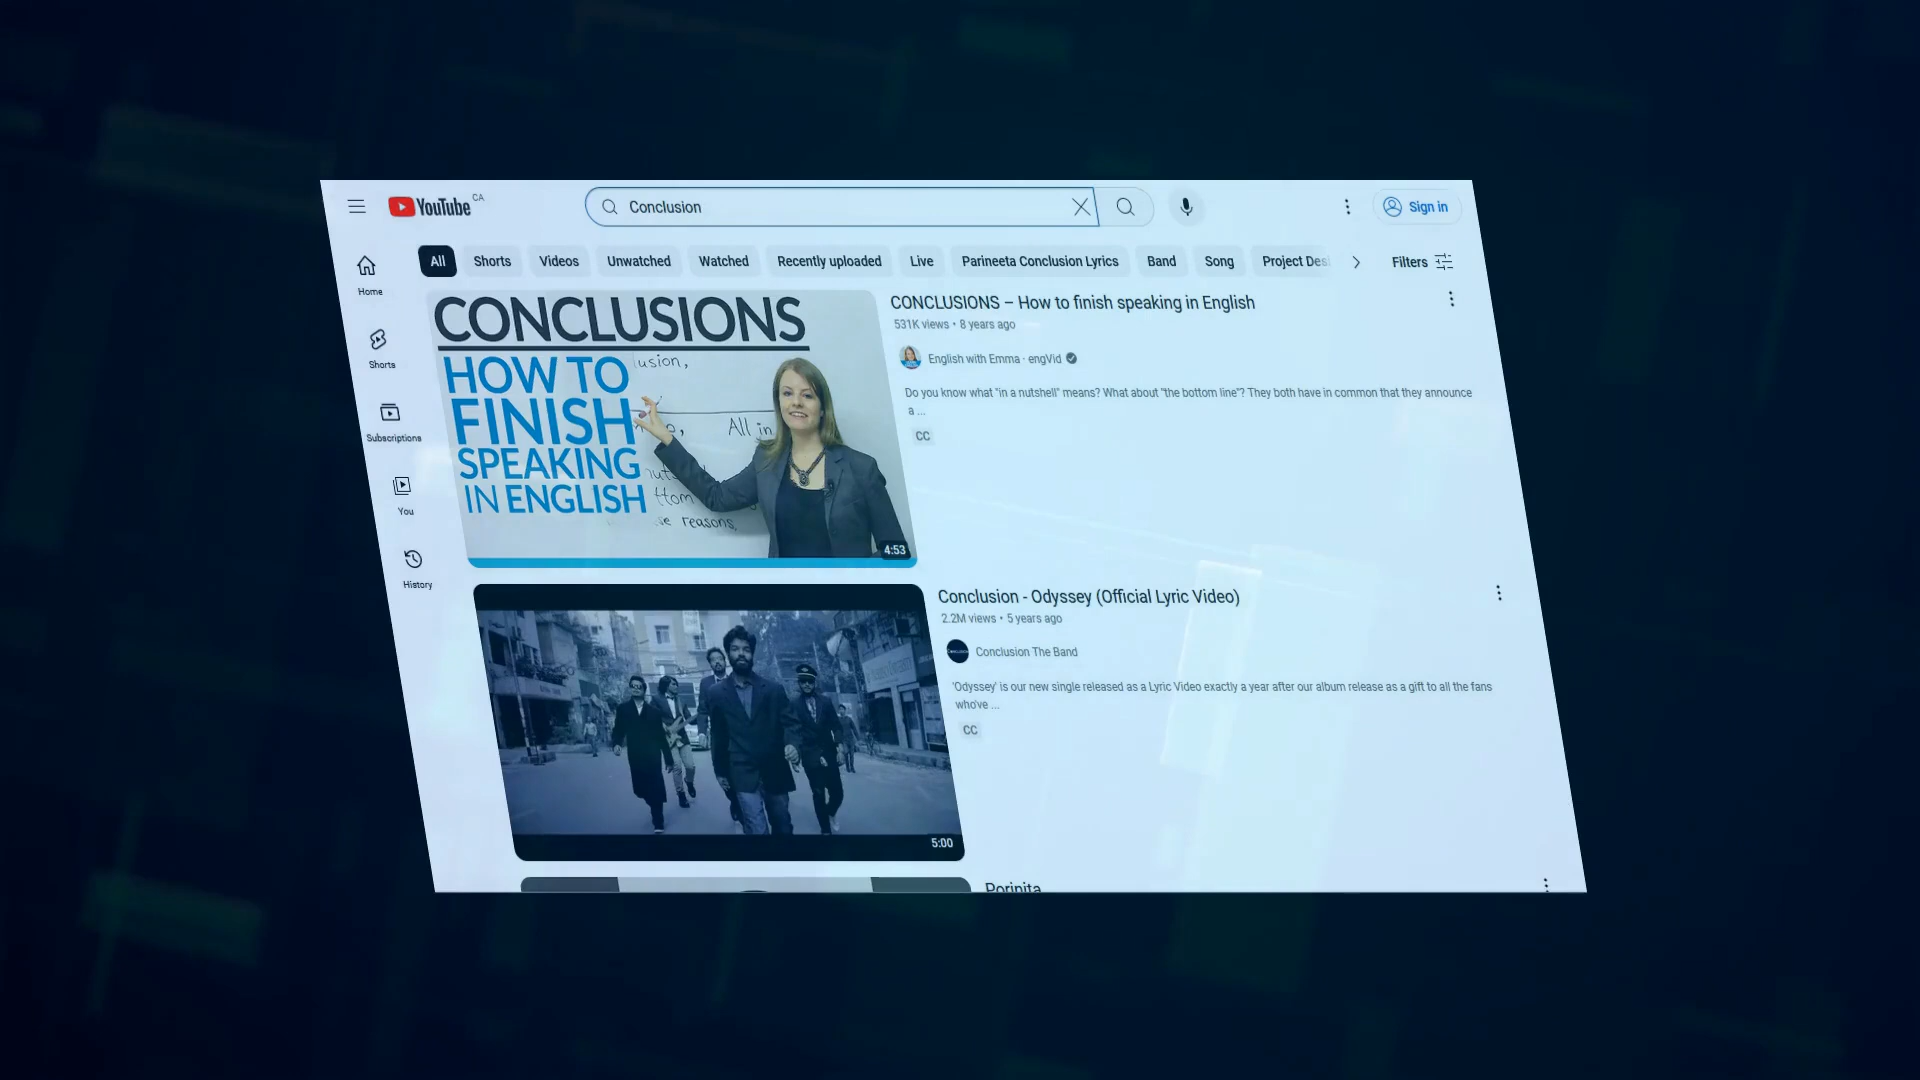 YouTube CA
Conclusion
Sign in
All
Shorts
Videos
Unwatched
Watched
Recently uploaded
Live
Parineeta Conclusion Lyrics
Band
Song
Project Des
Filters
Home
Shorts
Subscriptions
You
History
CONCLUSIONS
HOW TO
FINISH
SPEAKING
IN ENGLISH
lusion,
All in
reasons,
4:53
CONCLUSIONS – How to finish speaking in English
531K views • 8 years ago
English with Emma · engVid
Do you know what "in a nutshell" means? What about "the bottom line"? They both have in common that they announce
a ...
CC
5:00
Conclusion - Odyssey (Official Lyric Video)
2.2M views • 5 years ago
Conclusion The Band
'Odyssey' is our new single released as a Lyric Video exactly a year after our album release as a gift to all the fans
who've ...
CC
Porinita